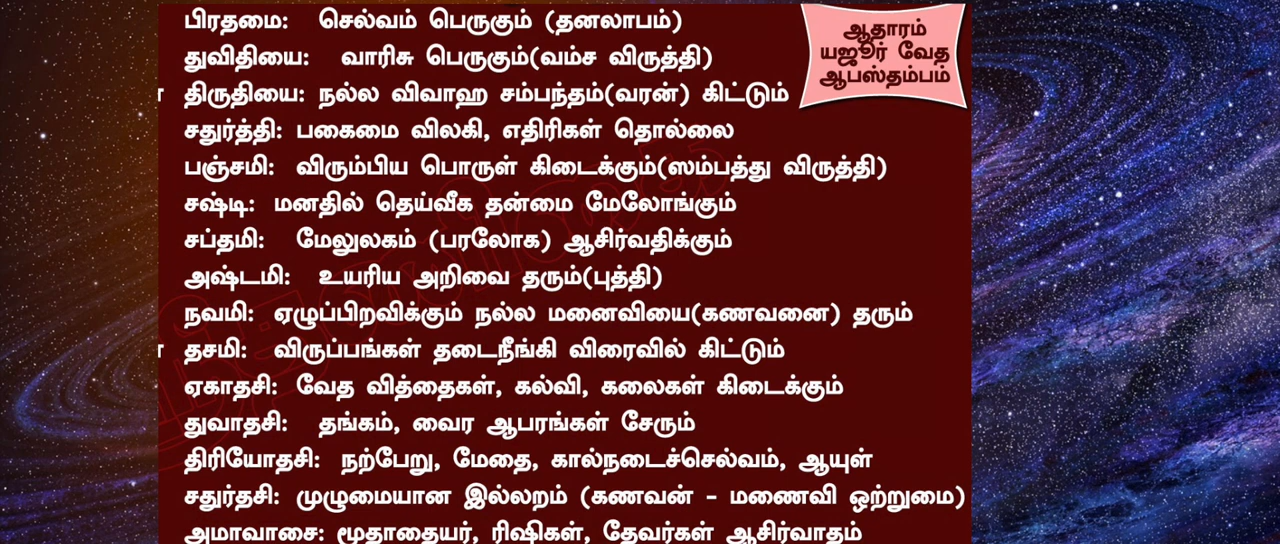 பிரதமை: செல்வம் பெருகும் (தனலாபம்)
துவிதியை: வாரிசு பெருகும்(வம்ச விருத்தி)
திருதியை: நல்ல விவாஹ சம்பந்தம்(வரன்) கிட்டும்
சதுர்த்தி: பகைமை விலகி, எதிரிகள் தொல்லை
பஞ்சமி: விரும்பிய பொருள் கிடைக்கும்(ஸம்பத்து விருத்தி)
சஷ்டி: மனதில் தெய்வீக தன்மை மேலோங்கும்
சப்தமி: மேலுலகம் (பரலோக) ஆசிர்வதிக்கும்
அஷ்டமி: உயரிய அறிவை தரும்(புத்தி)
நவமி: ஏழுப்பிறவிக்கும் நல்ல மனைவியை(கணவனை) தரும்
தசமி: விருப்பங்கள் தடைநீங்கி விரைவில் கிட்டும்
ஏகாதசி: வேத வித்தைகள், கல்வி, கலைகள் கிடைக்கும்
துவாதசி: தங்கம், வைர ஆபரங்கள் சேரும்
திரியோதசி: நற்பேறு, மேதை, கால்நடைச்செல்வம், ஆயுள்
சதுர்தசி: முழுமையான இல்லறம் (கணவன் - மணைவி ஒற்றுமை)
அமாவாசை: மூதாதையர், ரிஷிகள், தேவர்கள் ஆசிர்வாதம்
ஆதாரம்
யஜூர் வேத
ஆபஸ்தம்பம்